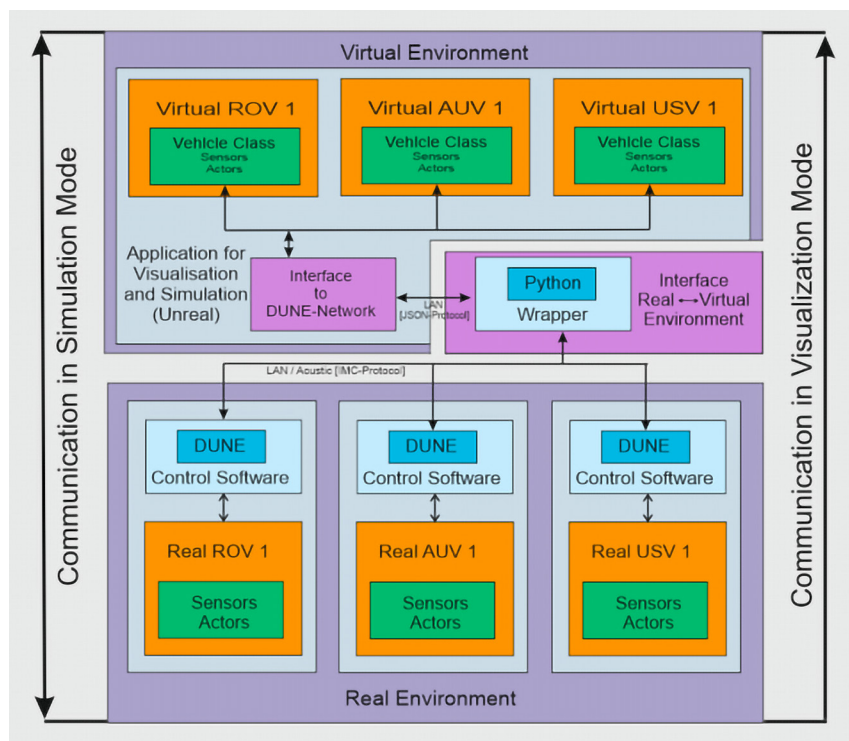 Virtual Environment
Virtual ROV 1
Vehicle Class
Sensors
Actors
Virtual AUV 1
Vehicle Class
Sensors
Actors
Virtual USV 1
Vehicle Class
Sensors
Actors
Application for
Visualisation
and Simulation
(Unreal)
Interface
to
DUNE-Network
LAN
[JSON-Protocol]
Python
Wrapper
Interface
Real ↔ Virtual
Environment
LAN / Acustic [IMC-Protocol]
DUNE
Control Software
Real ROV 1
Sensors
Actors
DUNE
Control Software
Real AUV 1
Sensors
Actors
DUNE
Control Software
Real USV 1
Sensors
Actors
Real Environment
Communication in Simulation Mode
Communication in Visualization Mode